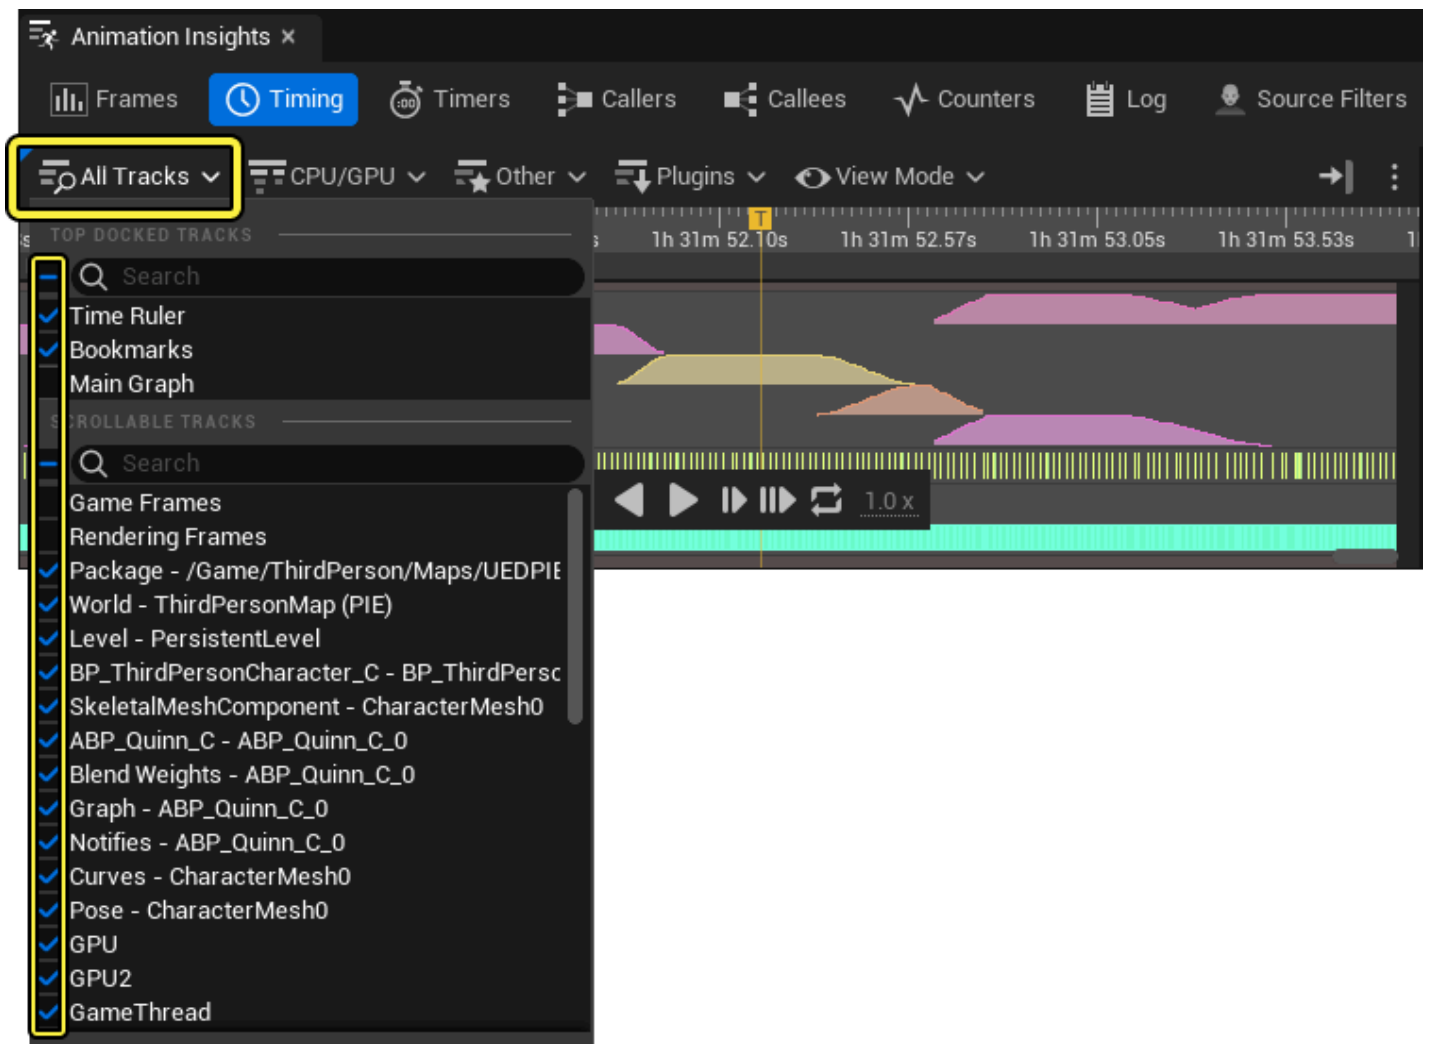 Animation Insights ×
Frames Timing :00 Timers Callers Callees Counters Log Source Filters
All Tracks CPU/GPU Other Plugins View Mode
T
TOP DOCKED TRACKS
s 1h 31m 52.10s 1h 31m 52.57s 1h 31m 53.05s 1h 31m 53.53s 1
Search
Time Ruler
Bookmarks
Main Graph
SCROLLABLE TRACKS
Search
Game Frames
1.0 x
Rendering Frames
Package - /Game/ThirdPerson/Maps/UEDPIE
World - ThirdPersonMap (PIE)
Level - PersistentLevel
BP_ThirdPersonCharacter_C - BP_ThirdPersc
SkeletalMeshComponent - CharacterMesh0
ABP_Quinn_C - ABP_Quinn_C_0
Blend Weights - ABP_Quinn_C_0
Graph - ABP_Quinn_C_0
Notifies - ABP_Quinn_C_0
Curves - CharacterMesh0
Pose - CharacterMesh0
GPU
GPU2
GameThread